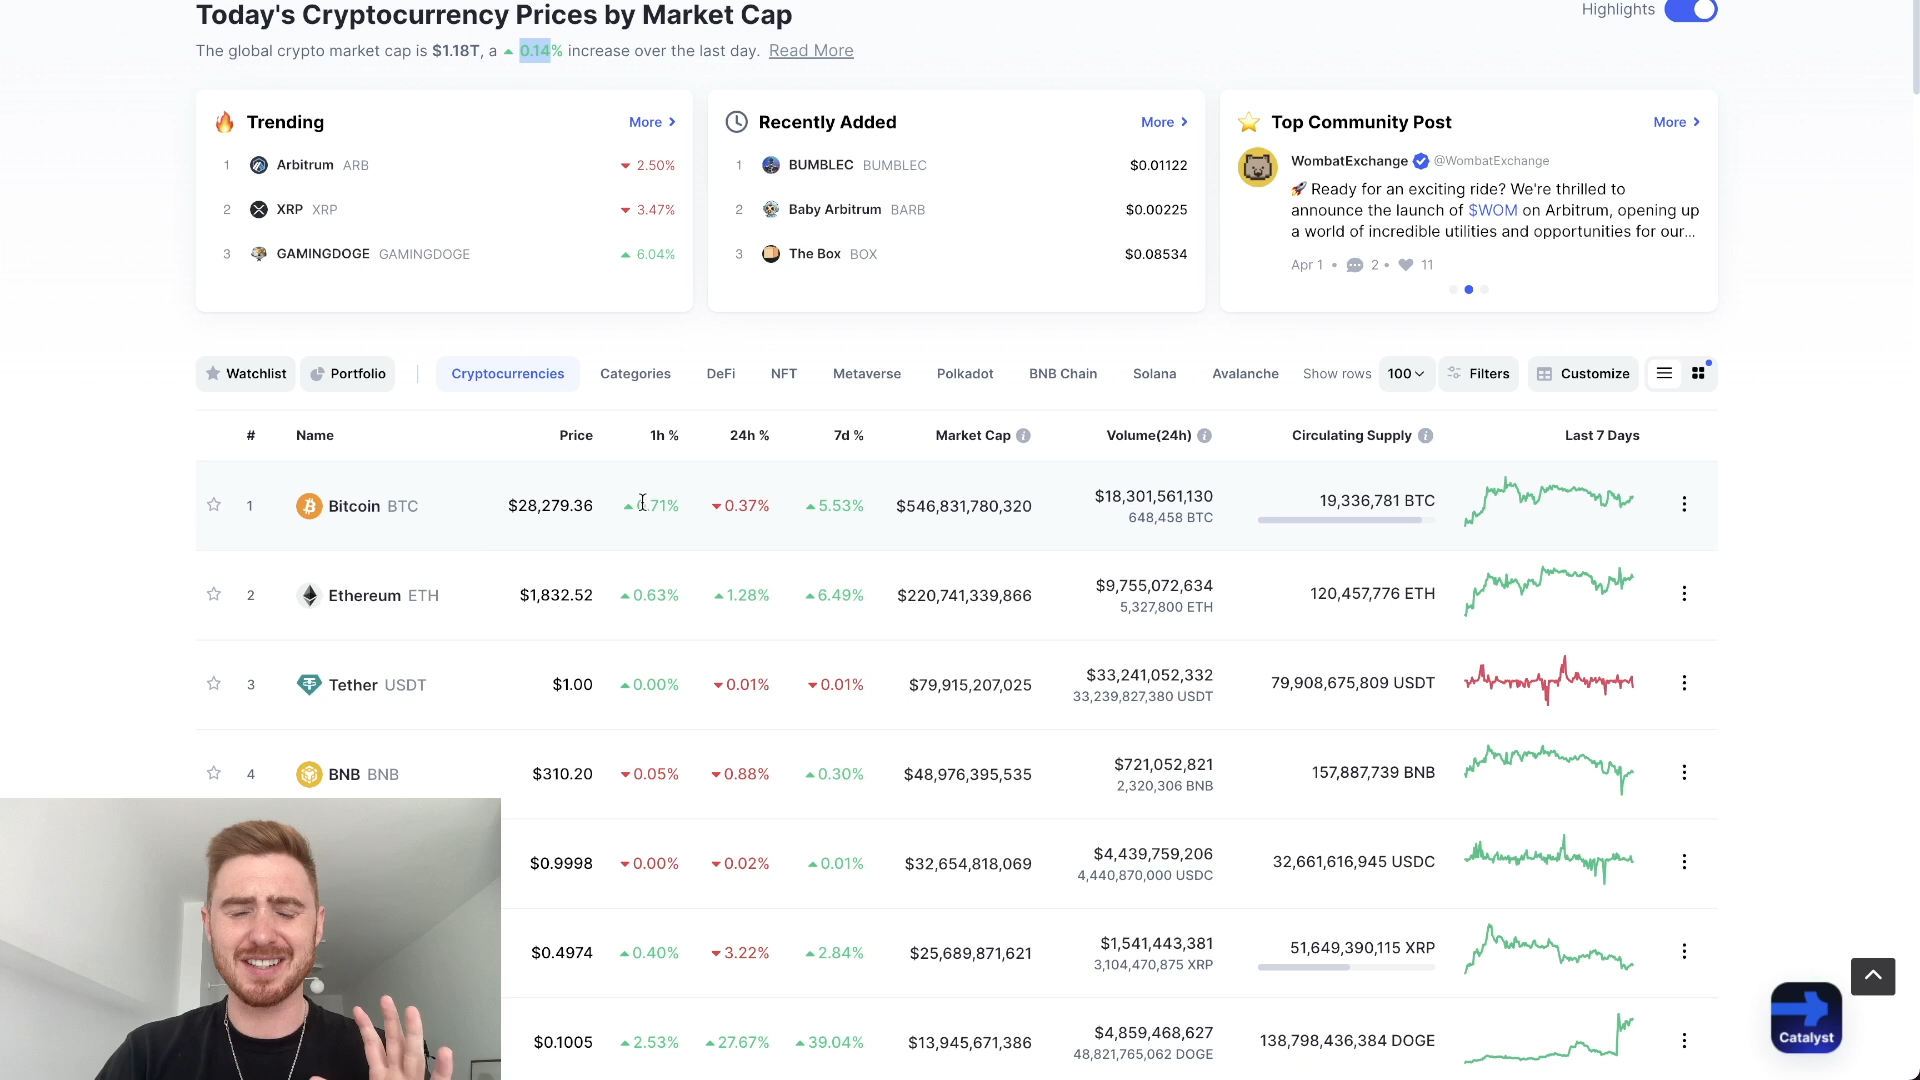 Today's Cryptocurrency Prices by Market Cap
Highlights
The global crypto market cap is $1.18T, a 0.14% increase over the last day. Read More
Trending
More
1 Arbitrum ARB 2.50%
2 XRP XRP 3.47%
3 GAMINGDOGE GAMINGDOGE 6.04%
Recently Added
More
1 BUMBLEC BUMBLEC $0.01122
2 Baby Arbitrum BARB $0.00225
3 The Box BOX $0.08534
Top Community Post
More
WombatExchange @WombatExchange
Ready for an exciting ride? We're thrilled to
announce the launch of $WOM on Arbitrum, opening up
a world of incredible utilities and opportunities for our...
Apr 1 • 2 • 11
Watchlist Portfolio Cryptocurrencies Categories DeFi NFT Metaverse Polkadot BNB Chain Solana Avalanche Show rows 100 Filters Customize
# Name Price 1h % 24h % 7d % Market Cap Volume(24h) Circulating Supply Last 7 Days
1 Bitcoin BTC $28,279.36 0.71% 0.37% 5.53% $546,831,780,320 $18,301,561,130 19,336,781 BTC
648,458 BTC
2 Ethereum ETH $1,832.52 0.63% 1.28% 6.49% $220,741,339,866 $9,755,072,634 120,457,776 ETH
5,327,800 ETH
3 Tether USDT $1.00 0.00% 0.01% 0.01% $79,915,207,025 $33,241,052,332 79,908,675,809 USDT
33,239,827,380 USDT
4 BNB BNB $310.20 0.05% 0.88% 0.30% $48,976,395,535 $721,052,821 157,887,739 BNB
2,320,306 BNB
$0.9998 0.00% 0.02% 0.01% $32,654,818,069 $4,439,759,206 32,661,616,945 USDC
4,440,870,000 USDC
$0.4974 0.40% 3.22% 2.84% $25,689,871,621 $1,541,443,381 51,649,390,115 XRP
3,104,470,875 XRP
$0.1005 2.53% 27.67% 39.04% $13,945,671,386 $4,859,468,627 138,798,436,384 DOGE
48,821,765,062 DOGE
Catalyst